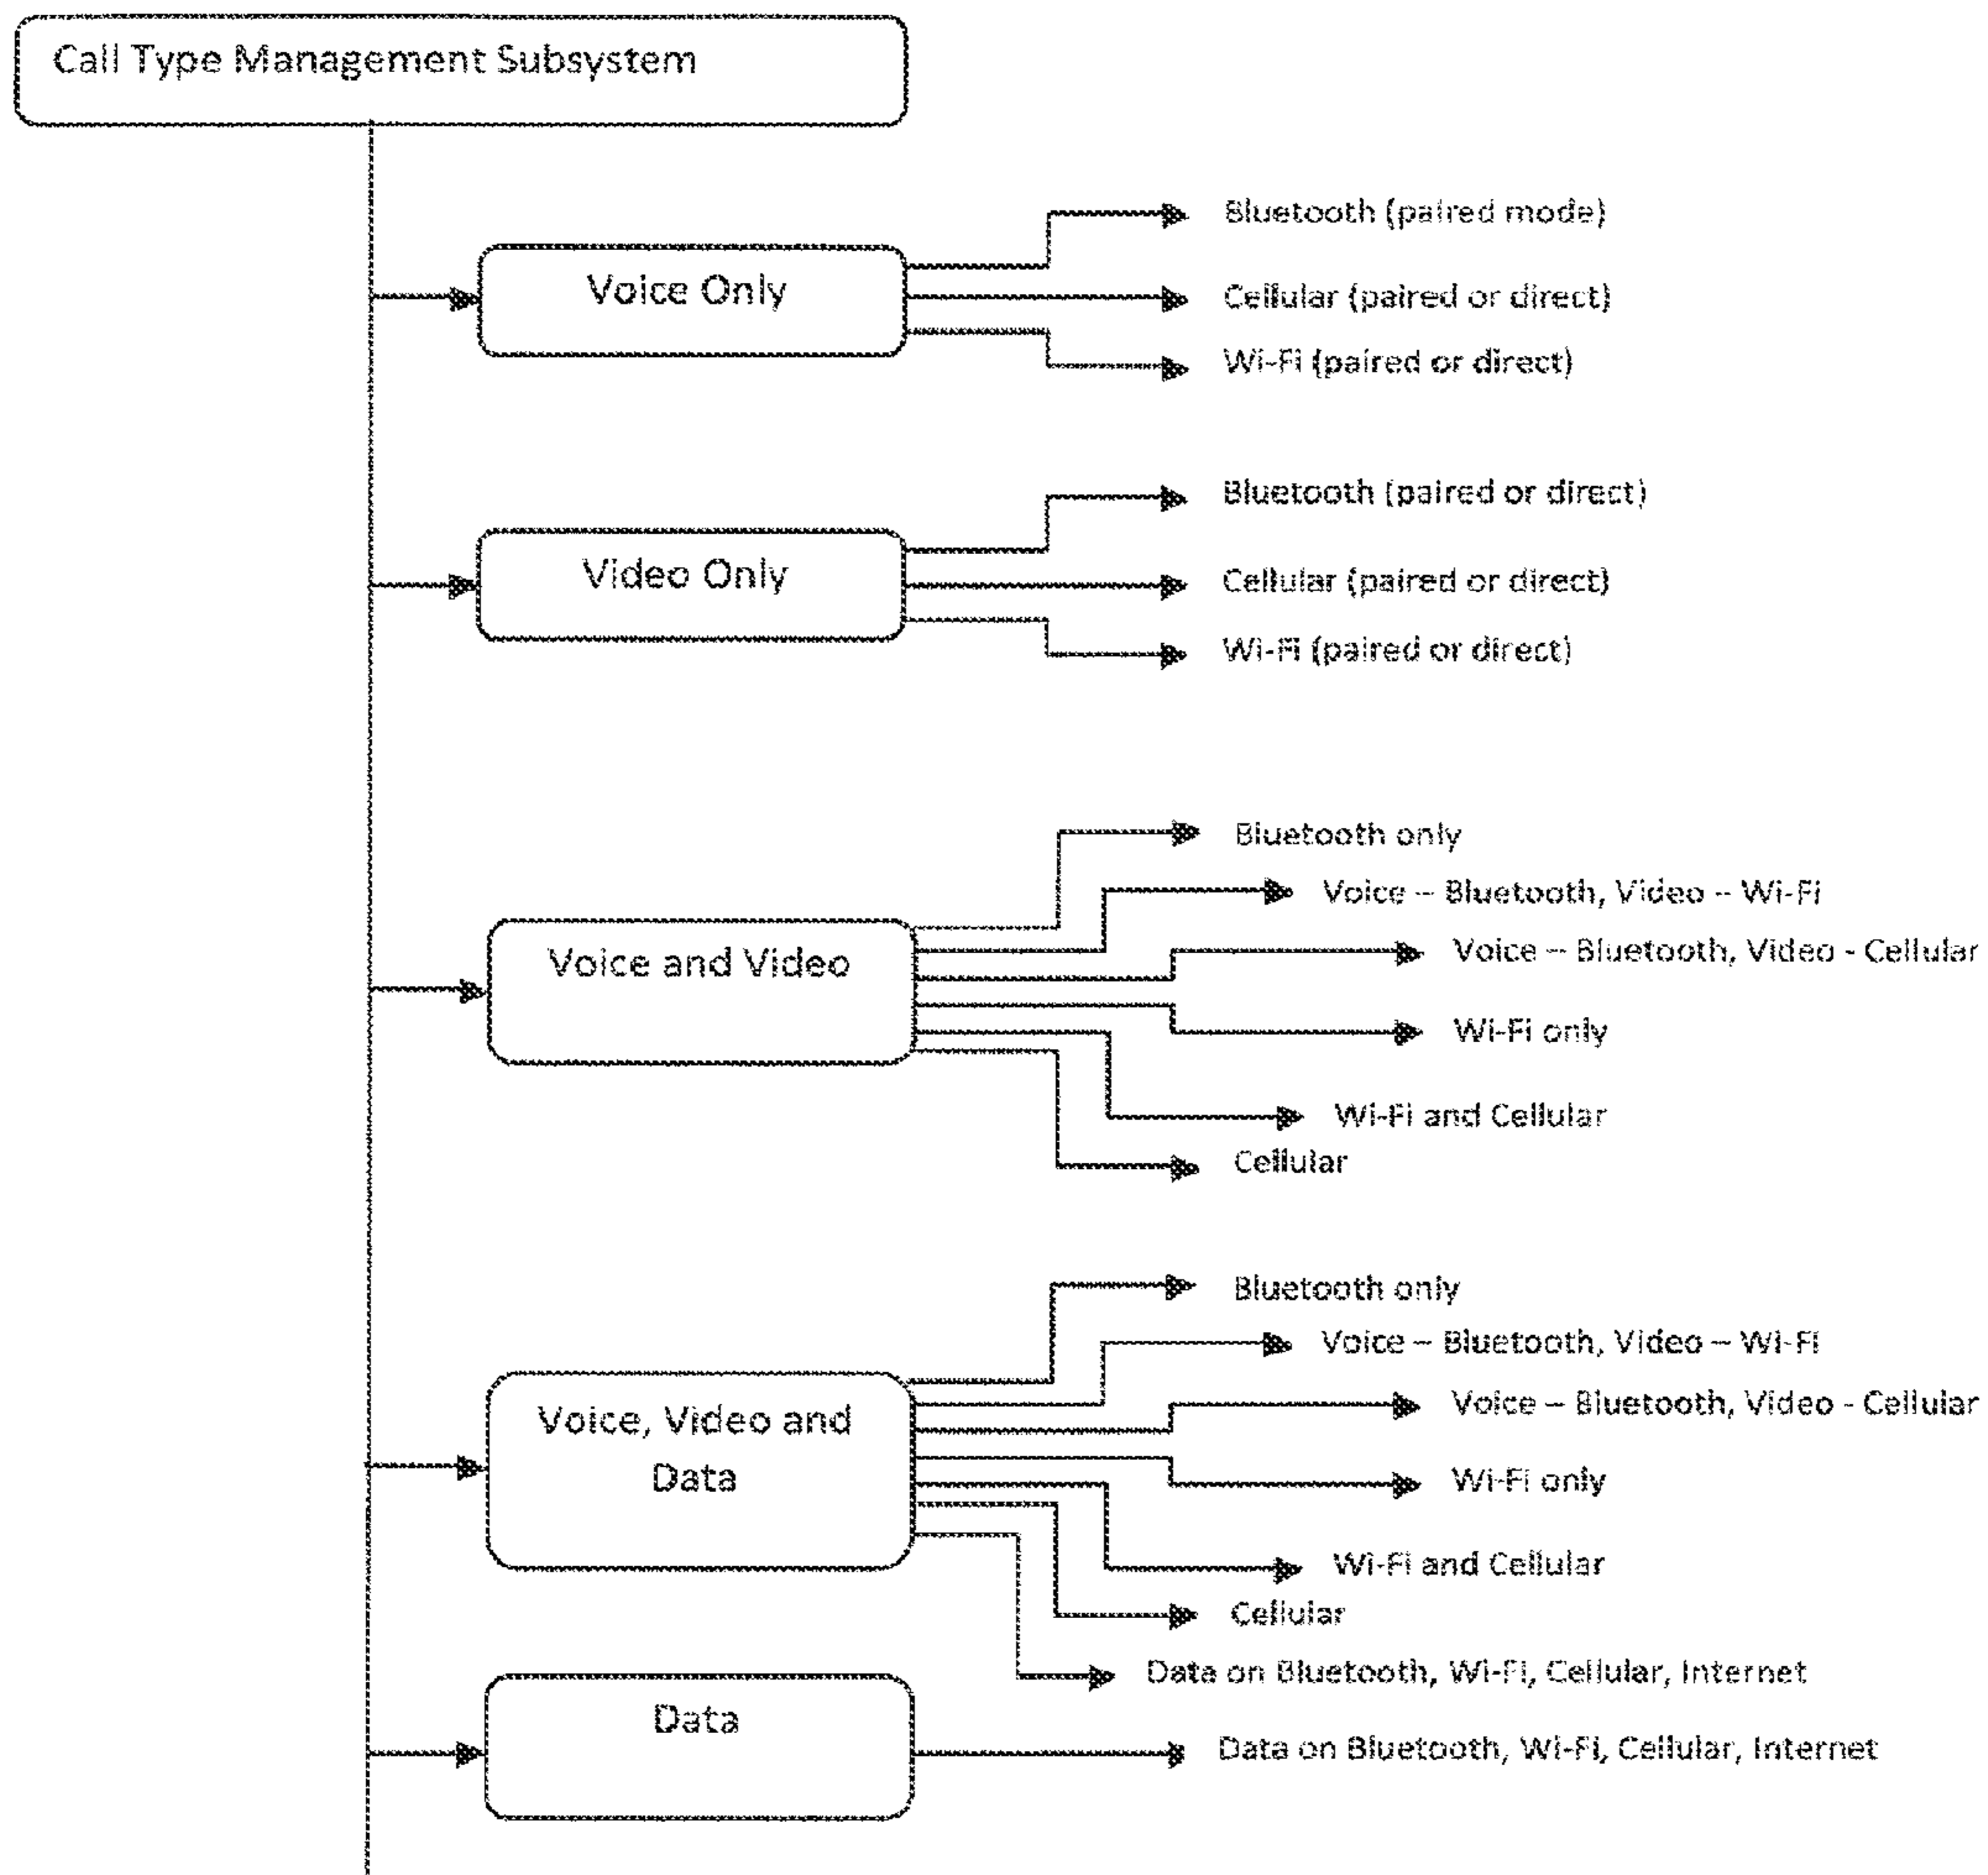 Call Type Management Subsystem
Voice Only
Bluetooth (paired mode)
Cellular (paired or direct)
Wi-Fi (paired or direct)
Video Only
Bluetooth (paired or direct)
Cellular (paired or direct)
Wi-Fi (paired or direct)
Voice and Video
Bluetooth only
Voice – Bluetooth, Video – Wi-Fi
Voice – Bluetooth, Video - Cellular
Wi-Fi only
Wi-Fi and Cellular
Cellular
Voice, Video and
Data
Bluetooth only
Voice – Bluetooth, Video – Wi-Fi
Voice – Bluetooth, Video - Cellular
Wi-Fi only
Wi-Fi and Cellular
Cellular
Data on Bluetooth, Wi-Fi, Cellular, Internet
Data
Data on Bluetooth, Wi-Fi, Cellular, Internet